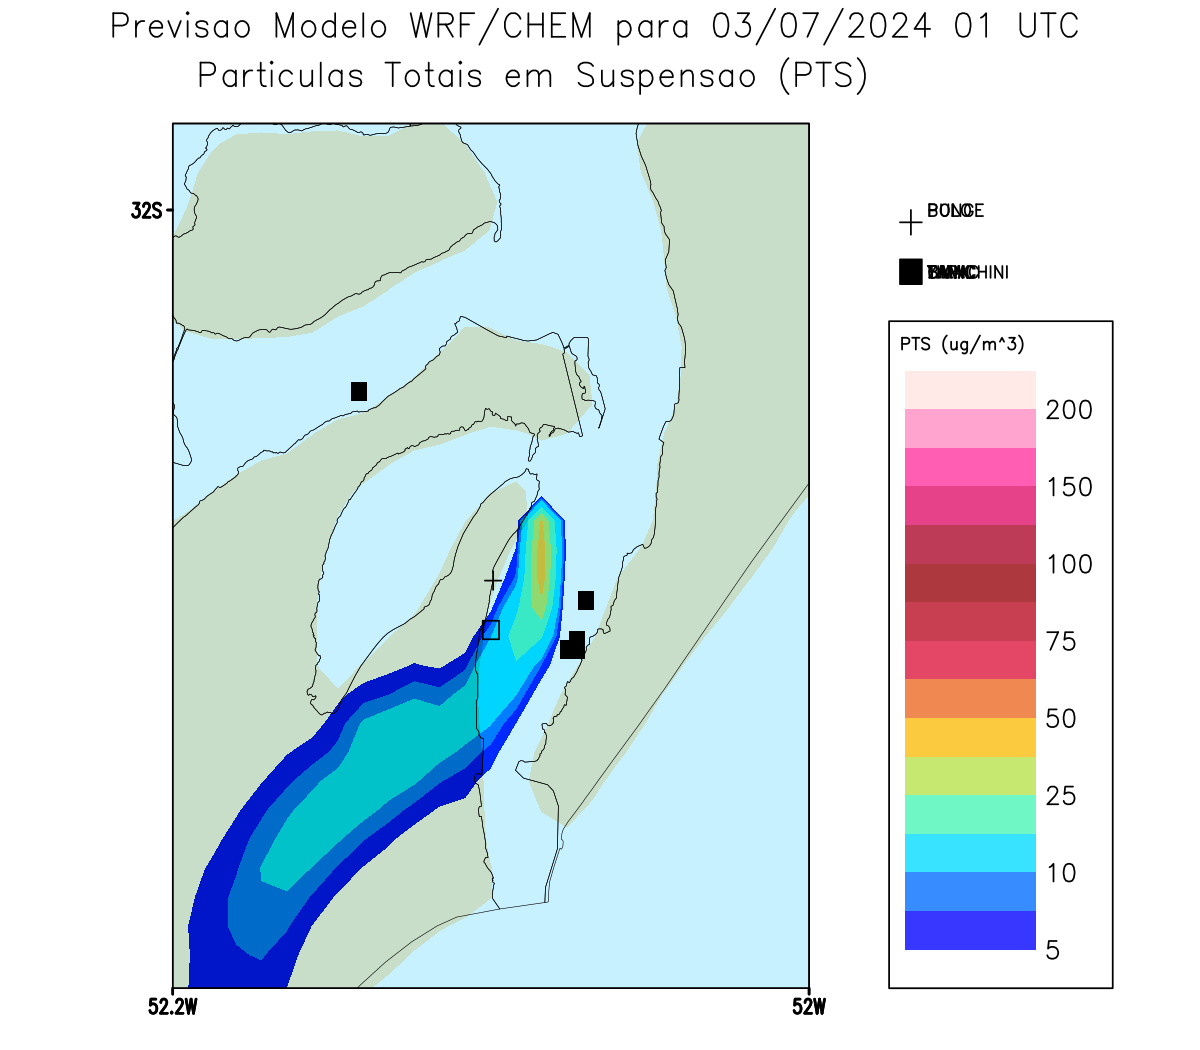 Previsao Modelo WRF/CHEM para 03/07/2024 01 UTC
Particulas Totais em Suspensao (PTS)
32S
52.2W
52W
PTS (ug/m^3)
200
150
100
75
50
25
10
5